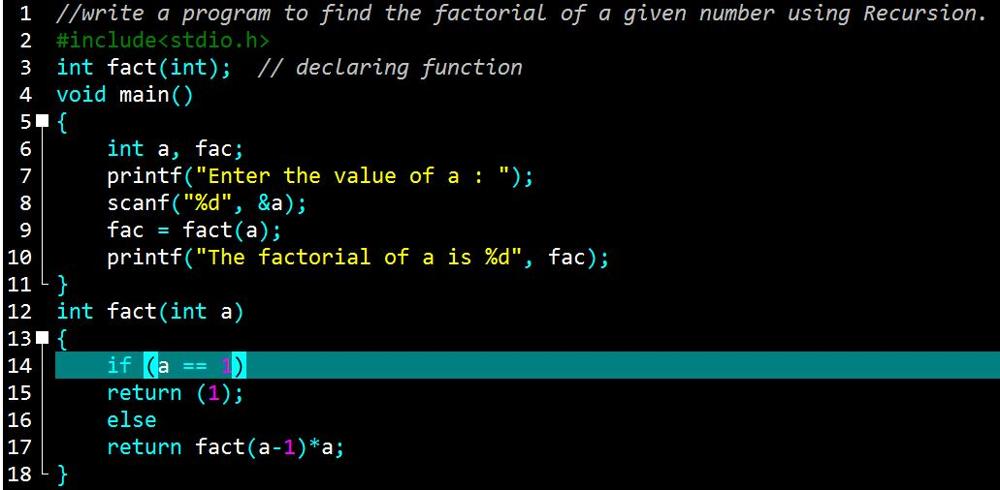 1 //write a program to find the factorial of a given number using Recursion.
2 #include<stdio.h>
3 int fact(int);  // declaring function
4 void main()
5 {
6     int a, fac;
7     printf("Enter the value of a : ");
8     scanf("%d", &a);
9     fac = fact(a);
10     printf("The factorial of a is %d", fac);
11 }
12 int fact(int a)
13 {
14     if (a == 1)
15     return (1);
16     else
17     return fact(a-1)*a;
18 }